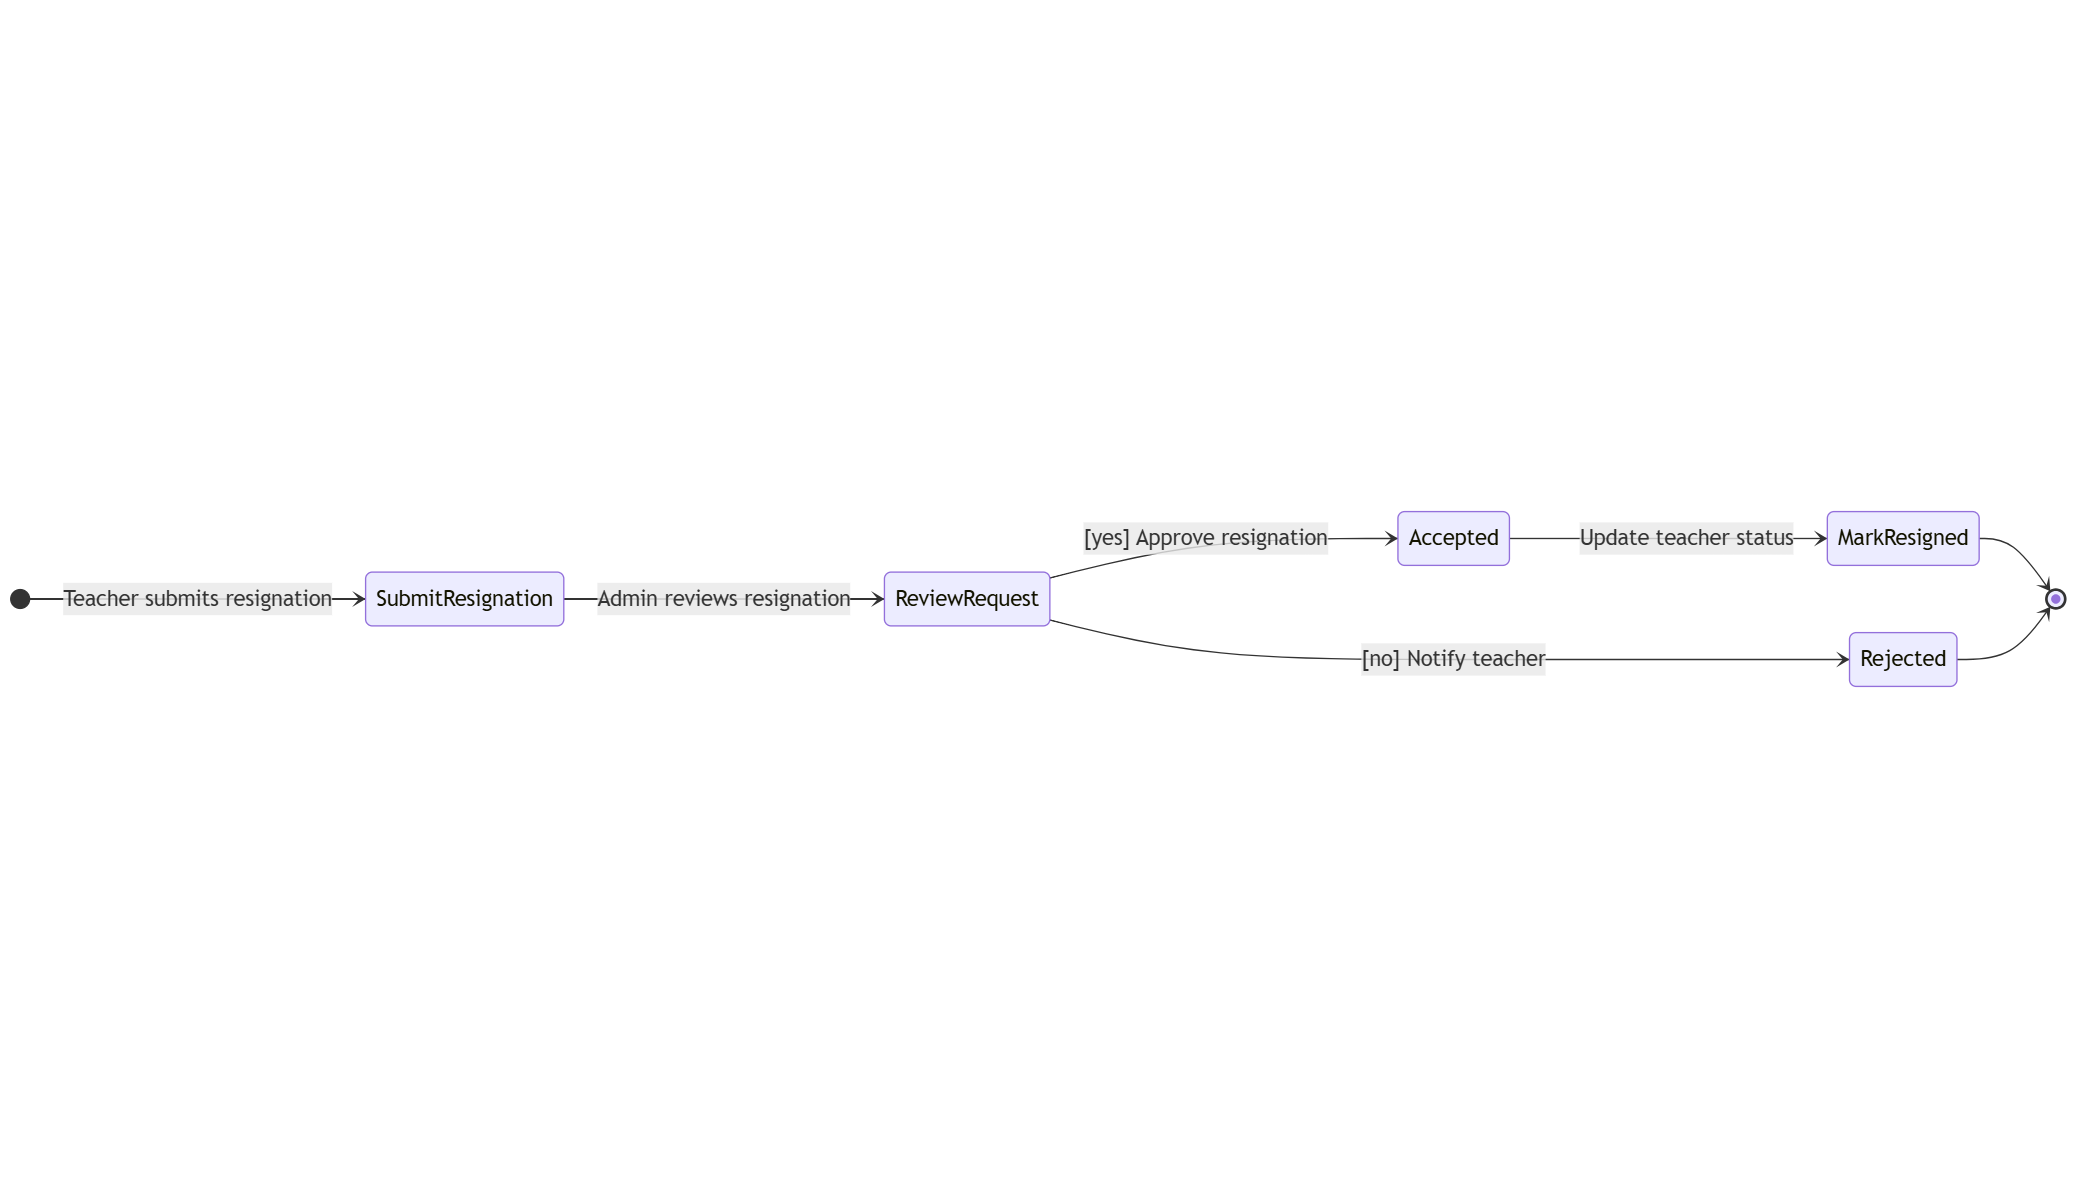 Teacher submits resignation
SubmitResignation
Admin reviews resignation
ReviewRequest
[yes] Approve resignation
Accepted
Update teacher status
MarkResigned
[no] Notify teacher
Rejected